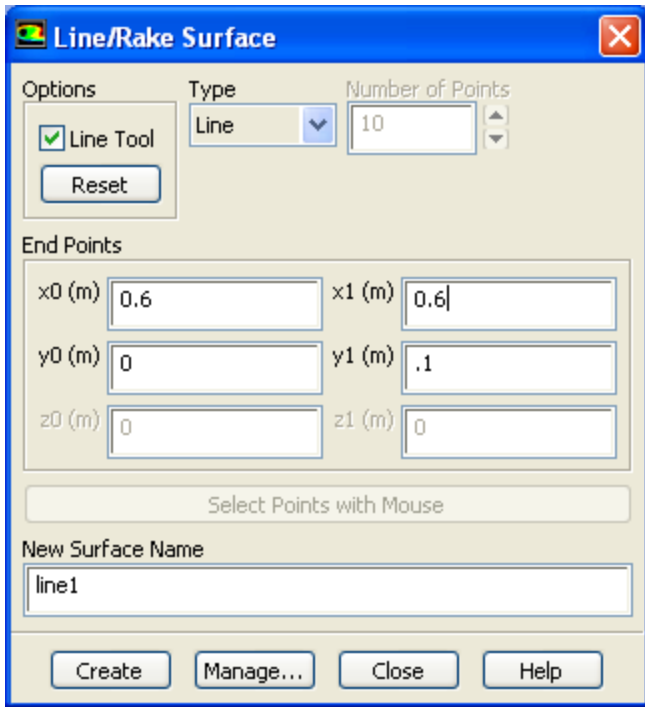 Line/Rake Surface
Options
Type
Number of Points
Line Tool
Line
10
Reset
End Points
x0 (m) 0.6 x1 (m) 0.6
y0 (m) 0 y1 (m) .1
z0 (m) 0 z1 (m) 0
Select Points with Mouse
New Surface Name
line1
Create Manage... Close Help